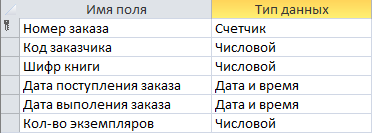 Имя поля Тип данных
Номер заказа Счетчик
Код заказчика Числовой
Шифр книги Числовой
Дата поступления заказа Дата и время
Дата выполения заказа Дата и время
Кол-во экземпляров Числовой